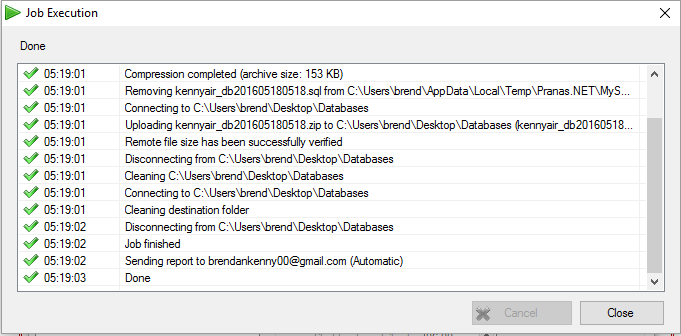 Job Execution
Done
05:19:01 Compression completed (archive size: 153 KB)
05:19:01 Removing kennyair_db201605180518.sql from C:\Users\brend\AppData\Local\Temp\Pranas.NET\MyS...
05:19:01 Connecting to C:\Users\brend\Desktop\Databases
05:19:01 Uploading kennyair_db201605180518.zip to C:\Users\brend\Desktop\Databases (kennyair_db20160518...
05:19:01 Remote file size has been successfully verified
05:19:01 Disconnecting from C:\Users\brend\Desktop\Databases
05:19:01 Cleaning C:\Users\brend\Desktop\Databases
05:19:01 Connecting to C:\Users\brend\Desktop\Databases
05:19:01 Cleaning destination folder
05:19:02 Disconnecting from C:\Users\brend\Desktop\Databases
05:19:02 Job finished
05:19:02 Sending report to brendankenny00@gmail.com (Automatic)
05:19:03 Done
Cancel Close